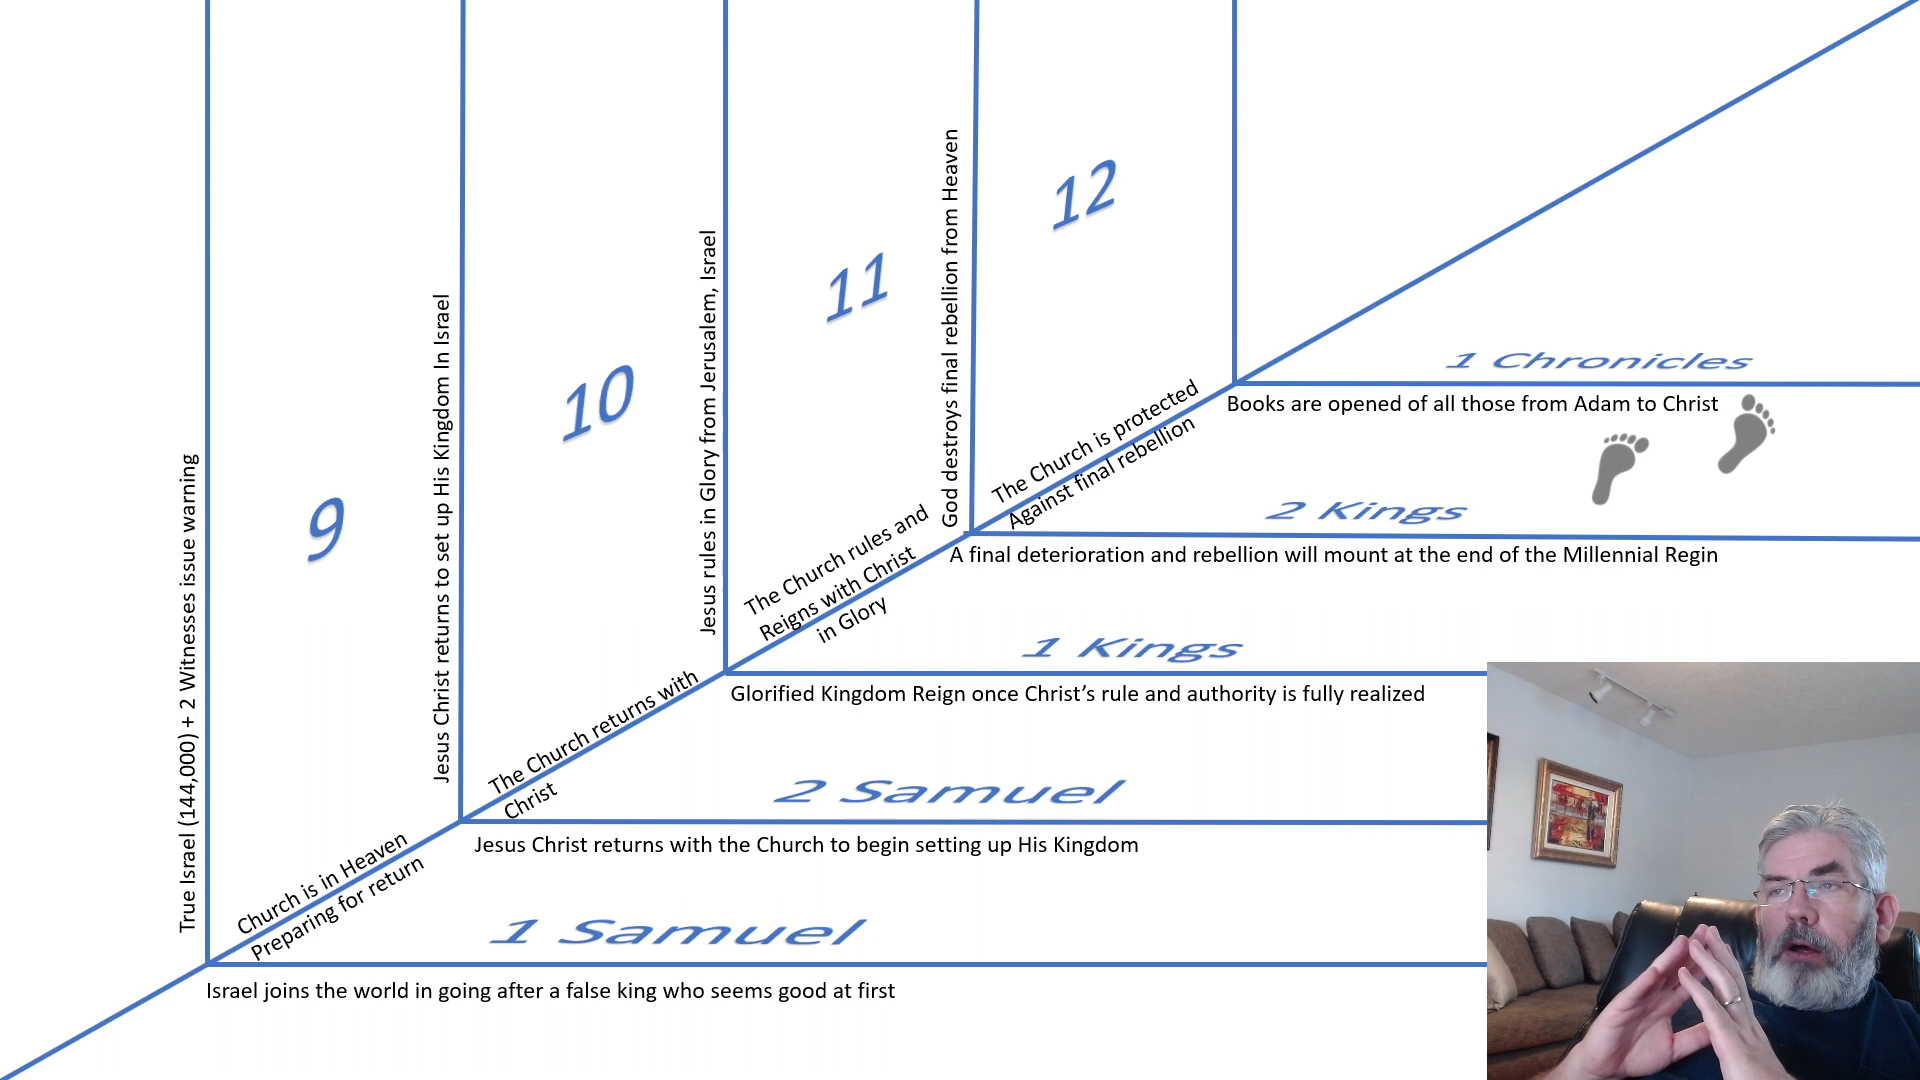 True Israel (144,000) + 2 Witnesses issue warning
9
Church is in Heaven
Preparing for return
1 Samuel
Israel joins the world in going after a false king who seems good at first
Jesus Christ returns to set up His Kingdom In Israel
10
The Church returns with
Christ
2 Samuel
Jesus Christ returns with the Church to begin setting up His Kingdom
Jesus rules in Glory from Jerusalem, Israel
11
The Church rules and
Reigns with Christ
in Glory
1 Kings
Glorified Kingdom Reign once Christ’s rule and authority is fully realized
God destroys final rebellion from Heaven
12
The Church is protected
Against final rebellion
2 Kings
A final deterioration and rebellion will mount at the end of the Millennial Regin
1 Chronicles
Books are opened of all those from Adam to Christ